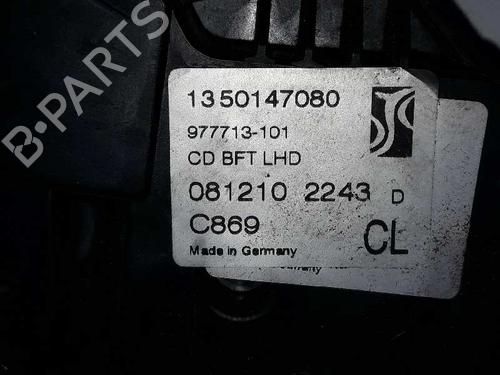 B-PARTS
1350147080
977713-101
CD BFT LHD
081210 2243 D
C869
CL
Made in Germany